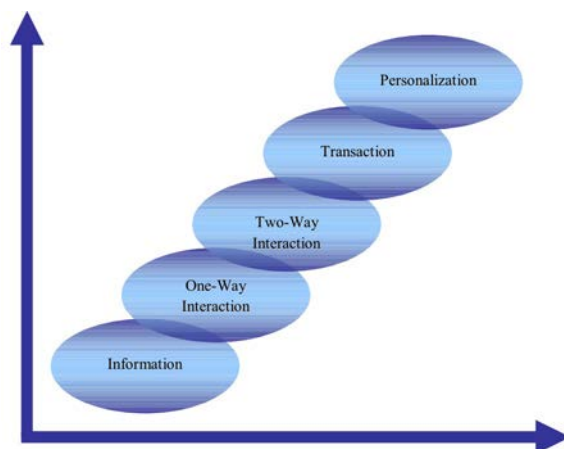 Personalization
Transaction
Two-Way
Interaction
One-Way
Interaction
Information